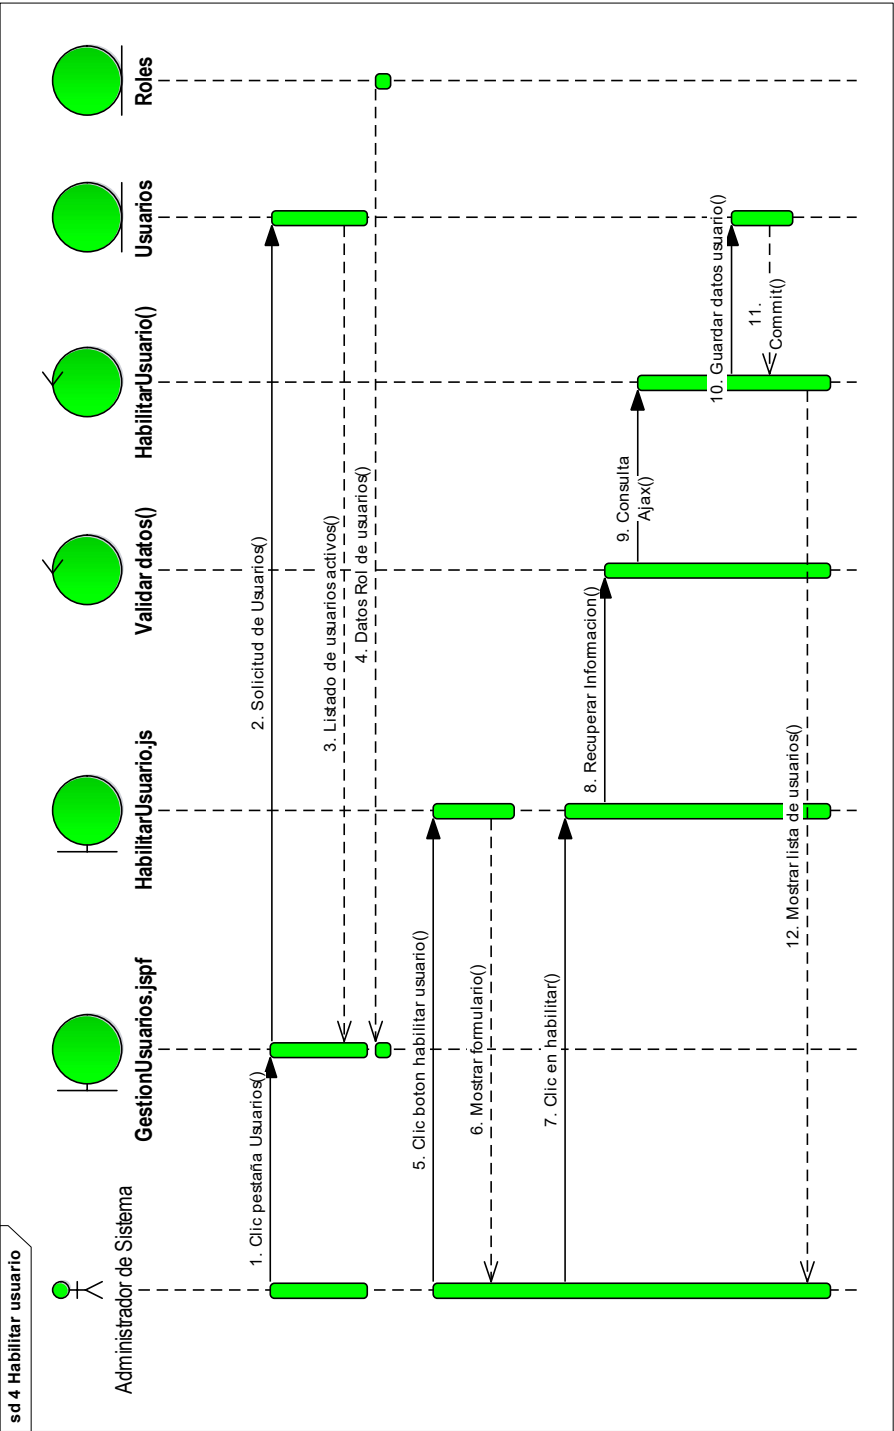 sd 4 Habilitar usuario
Administrador de Sistema
GestionUsuarios.jspf
HabilitarUsuario.js
Validar datos()
HabilitarUsuario()
Usuarios
Roles
1. Clic pestaña Usuarios()
2. Solicitud de Usuarios()
3. Listado de usuarios activos()
4. Datos Rol de usuarios()
5. Clic boton habilitar usuario()
6. Mostrar formulario()
7. Clic en habilitar()
8. Recuperar Informacion()
9. Consulta
Ajax()
10. Guardar datos usuario()
11.
Commit()
12. Mostrar lista de usuarios()